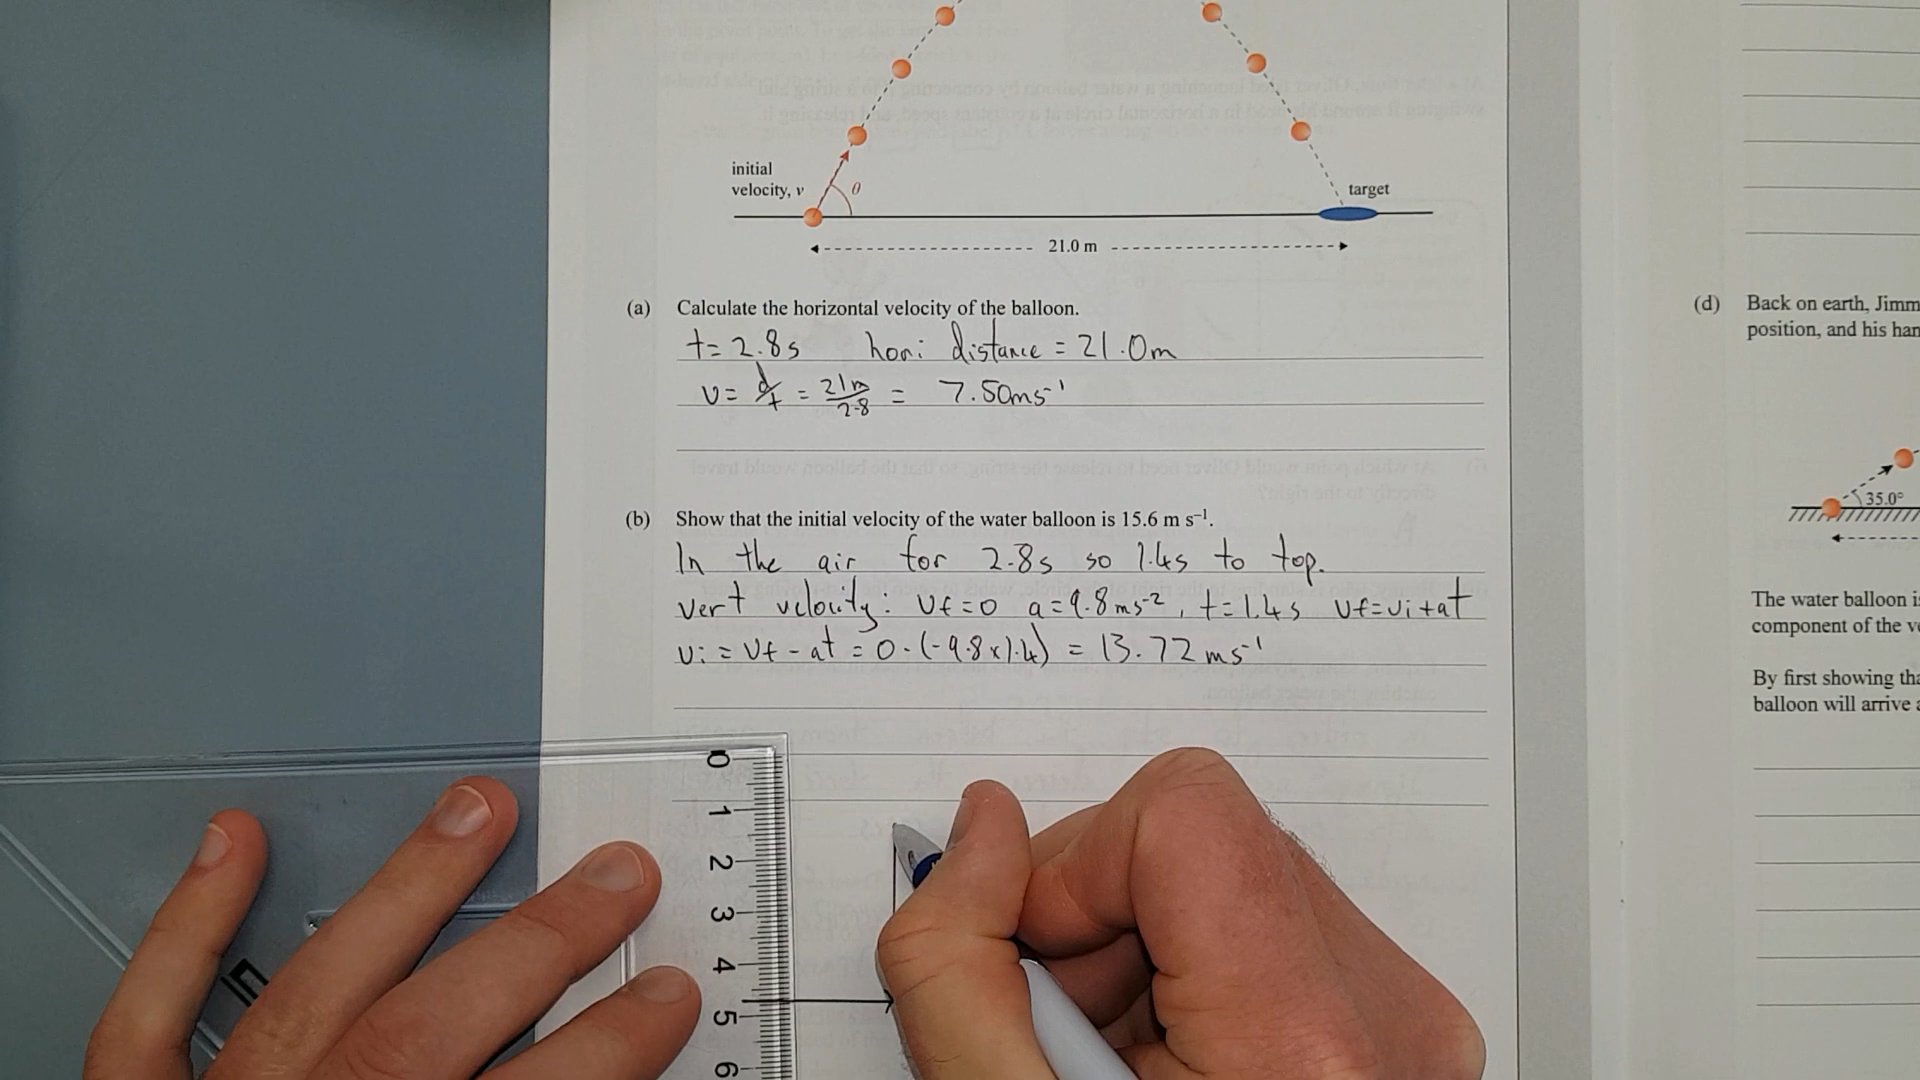 initial
velocity, v
θ
target
21.0 m
(a) Calculate the horizontal velocity of the balloon.
t=2.8s hori distance = 21.0m
v= d/t = 21m/2.8 = 7.50ms⁻¹
(b) Show that the initial velocity of the water balloon is 15.6 m s⁻¹.
In the air for 2.8s so 1.4s to top.
vert velocity: vf=0 a=9.8ms⁻², t=1.4s vf=vi+at
vi = vf - at = 0-(-9.8x1.4) = 13.72ms⁻¹
0
1
2
3
4
5
6
(d) Back on earth, Jimm
position, and his han
35.0°
The water balloon i
component of the ve
By first showing tha
balloon will arrive a